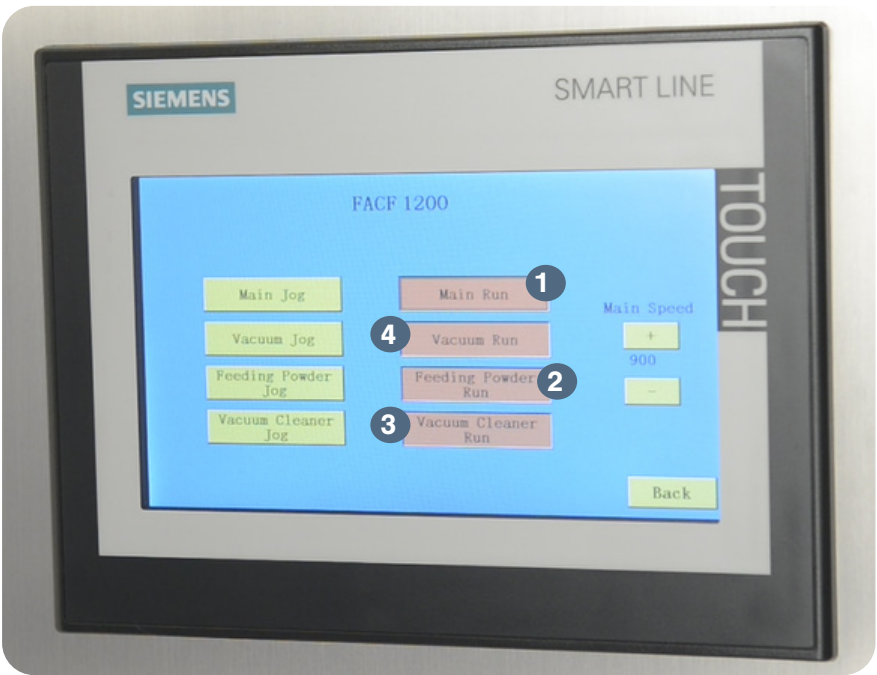 SIEMENS
SMART LINE
TOUCH
FACF 1200
Main Jog
Main Run
1
Main Speed
+
900
-
Vacuum Jog
4
Vacuum Run
Feeding Powder
Jog
Feeding Powder
Run
2
Vacuum Cleaner
Jog
3
Vacuum Cleaner
Run
Back